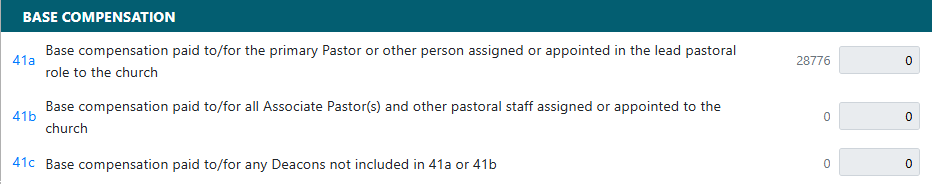 BASE COMPENSATION
41a Base compensation paid to/for the primary Pastor or other person assigned or appointed in the lead pastoral role to the church 28776 0
41b Base compensation paid to/for all Associate Pastor(s) and other pastoral staff assigned or appointed to the church 0 0
41c Base compensation paid to/for any Deacons not included in 41a or 41b 0 0